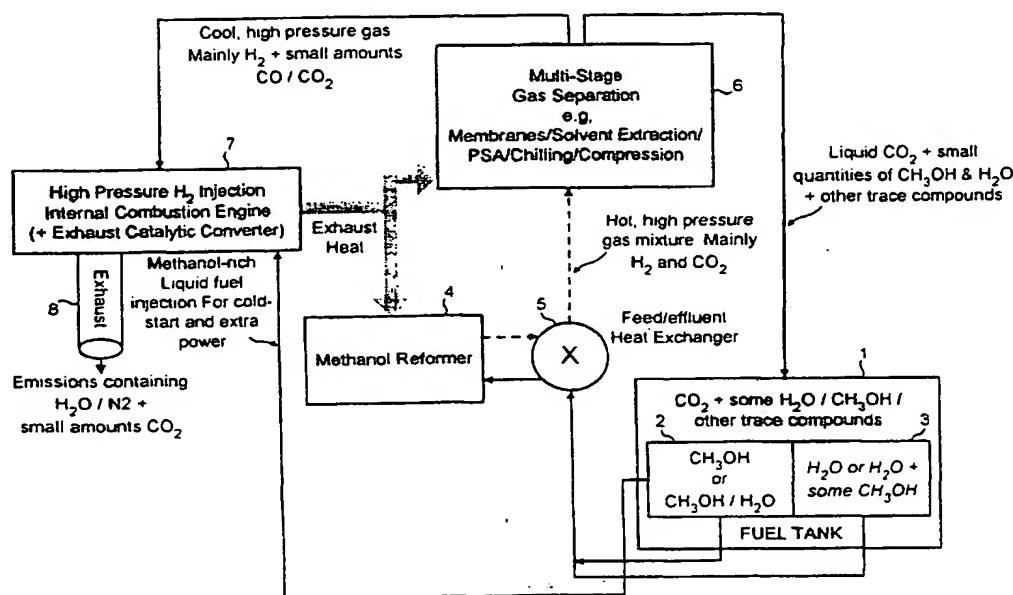 Cool, high pressure gas
Mainly H2 + small amounts
CO / CO2
Multi-Stage
Gas Separation
e.g,
Membranes/Solvent Extraction/
PSA/Chilling/Compression
6
7
High Pressure H2 Injection
Internal Combustion Engine
(+ Exhaust Catalytic Converter)
Exhaust
Heat
Liquid CO2 + small
quantities of CH3OH & H2O
+ other trace compounds
Hot, high pressure
gas mixture Mainly
H2 and CO2
Methanol-rich
Liquid fuel
injection For cold-
start and extra
power
Exhaust
8
4
Methanol Reformer
5
X
Feed/effluent
Heat Exchanger
Emissions containing
H2O / N2 +
small amounts CO2
1
CO2 + some H2O / CH3OH /
other trace compounds
2
3
CH3OH
or
CH3OH / H2O
H2O or H2O +
some CH3OH
FUEL TANK